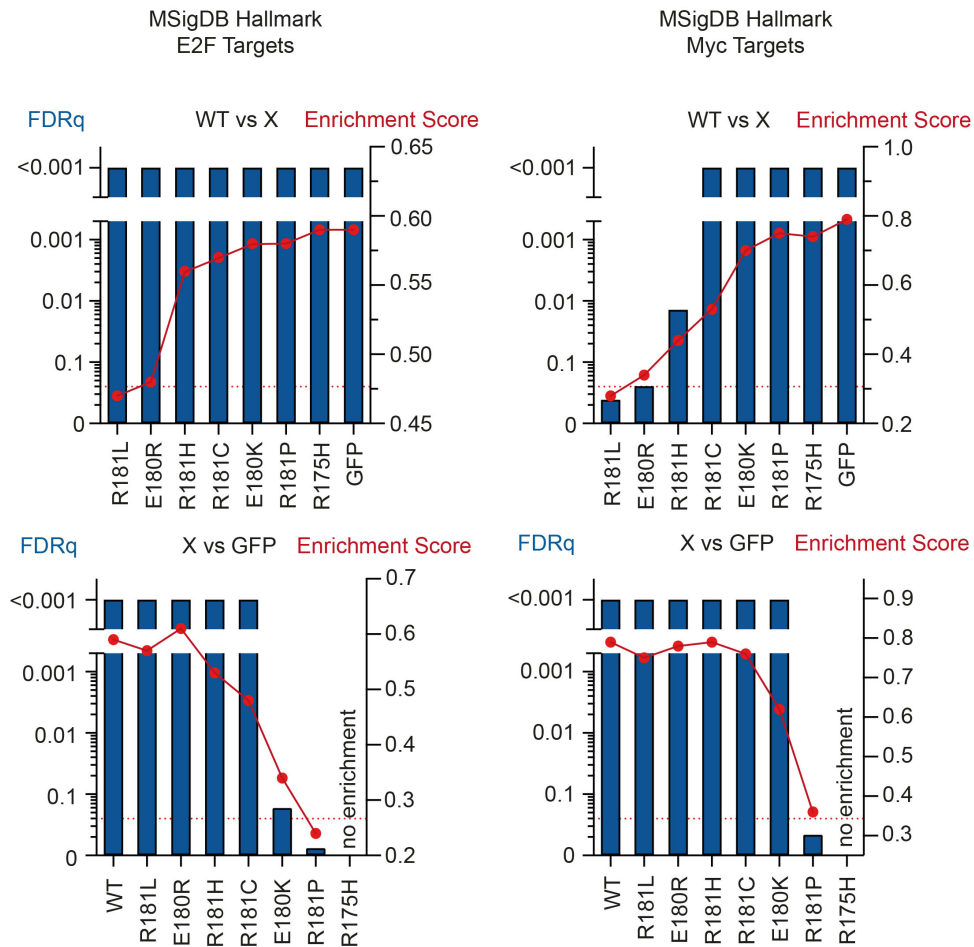 MSigDB Hallmark
E2F Targets
MSigDB Hallmark
Myc Targets
FDRq WT vs X Enrichment Score
<0.001
0.001
0.01
0.1
0
0.65
0.60
0.55
0.50
0.45
R181L
E180R
R181H
R181C
E180K
R181P
R175H
GFP
WT vs X Enrichment Score
<0.001
0.001
0.01
0.1
0
1.0
0.8
0.6
0.4
0.2
R181L
E180R
R181H
R181C
E180K
R181P
R175H
GFP
FDRq X vs GFP Enrichment Score
<0.001
0.001
0.01
0.1
0
0.7
0.6
0.5
0.4
0.3
0.2
no enrichment
WT
R181L
E180R
R181H
R181C
E180K
R181P
R175H
FDRq X vs GFP Enrichment Score
<0.001
0.001
0.01
0.1
0
0.9
0.8
0.7
0.6
0.5
0.4
0.3
no enrichment
WT
R181L
E180R
R181H
R181C
E180K
R181P
R175H